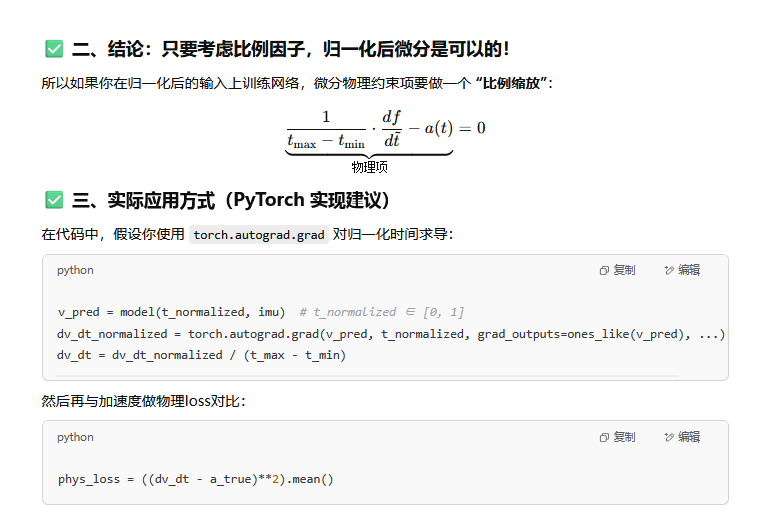 ✅ 二、结论：只要考虑比例因子，归一化后微分是可以的！
所以如果你在归一化后的输入上训练网络，微分物理约束项要做一个 “比例缩放”：
\underbrace{\frac{1}{t_{\max} - t_{\min}} \cdot \frac{df}{d\tilde{t}} - a(t)}_{物理项} = 0
✅ 三、实际应用方式（PyTorch 实现建议）
在代码中，假设你使用 torch.autograd.grad 对归一化时间求导：
python 复制 编辑
v_pred = model(t_normalized, imu)  # t_normalized ∈ [0, 1]
dv_dt_normalized = torch.autograd.grad(v_pred, t_normalized, grad_outputs=ones_like(v_pred), ...)
dv_dt = dv_dt_normalized / (t_max - t_min)
然后再与加速度做物理loss对比：
python 复制 编辑
phys_loss = ((dv_dt - a_true)**2).mean()